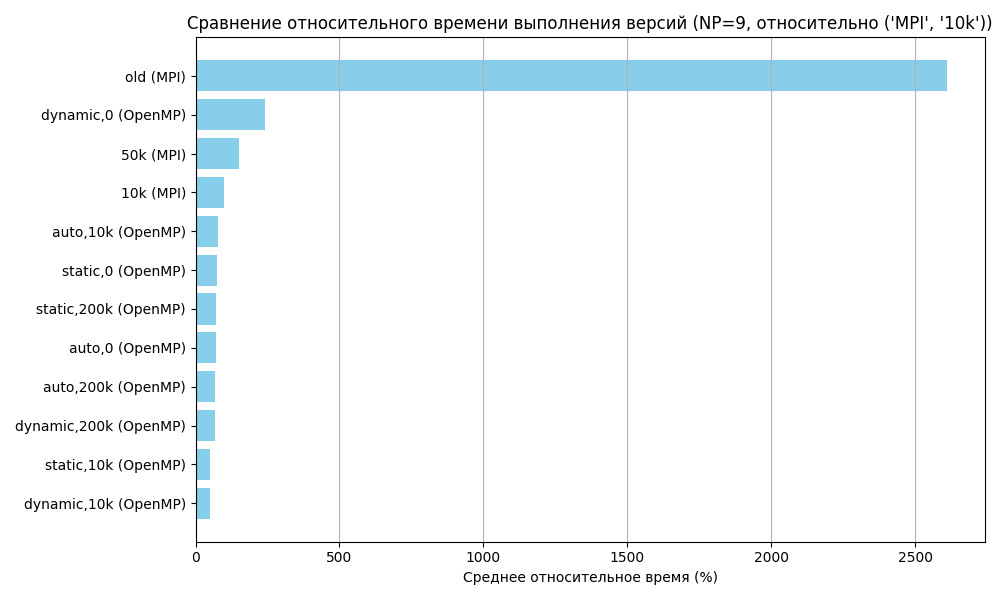 Сравнение относительного времени выполнения версий (NP=9, относительно ('MPI', '10k'))
old (MPI)
dynamic,0 (OpenMP)
50k (MPI)
10k (MPI)
auto,10k (OpenMP)
static,0 (OpenMP)
static,200k (OpenMP)
auto,0 (OpenMP)
auto,200k (OpenMP)
dynamic,200k (OpenMP)
static,10k (OpenMP)
dynamic,10k (OpenMP)
0 500 1000 1500 2000 2500
Среднее относительное время (%)